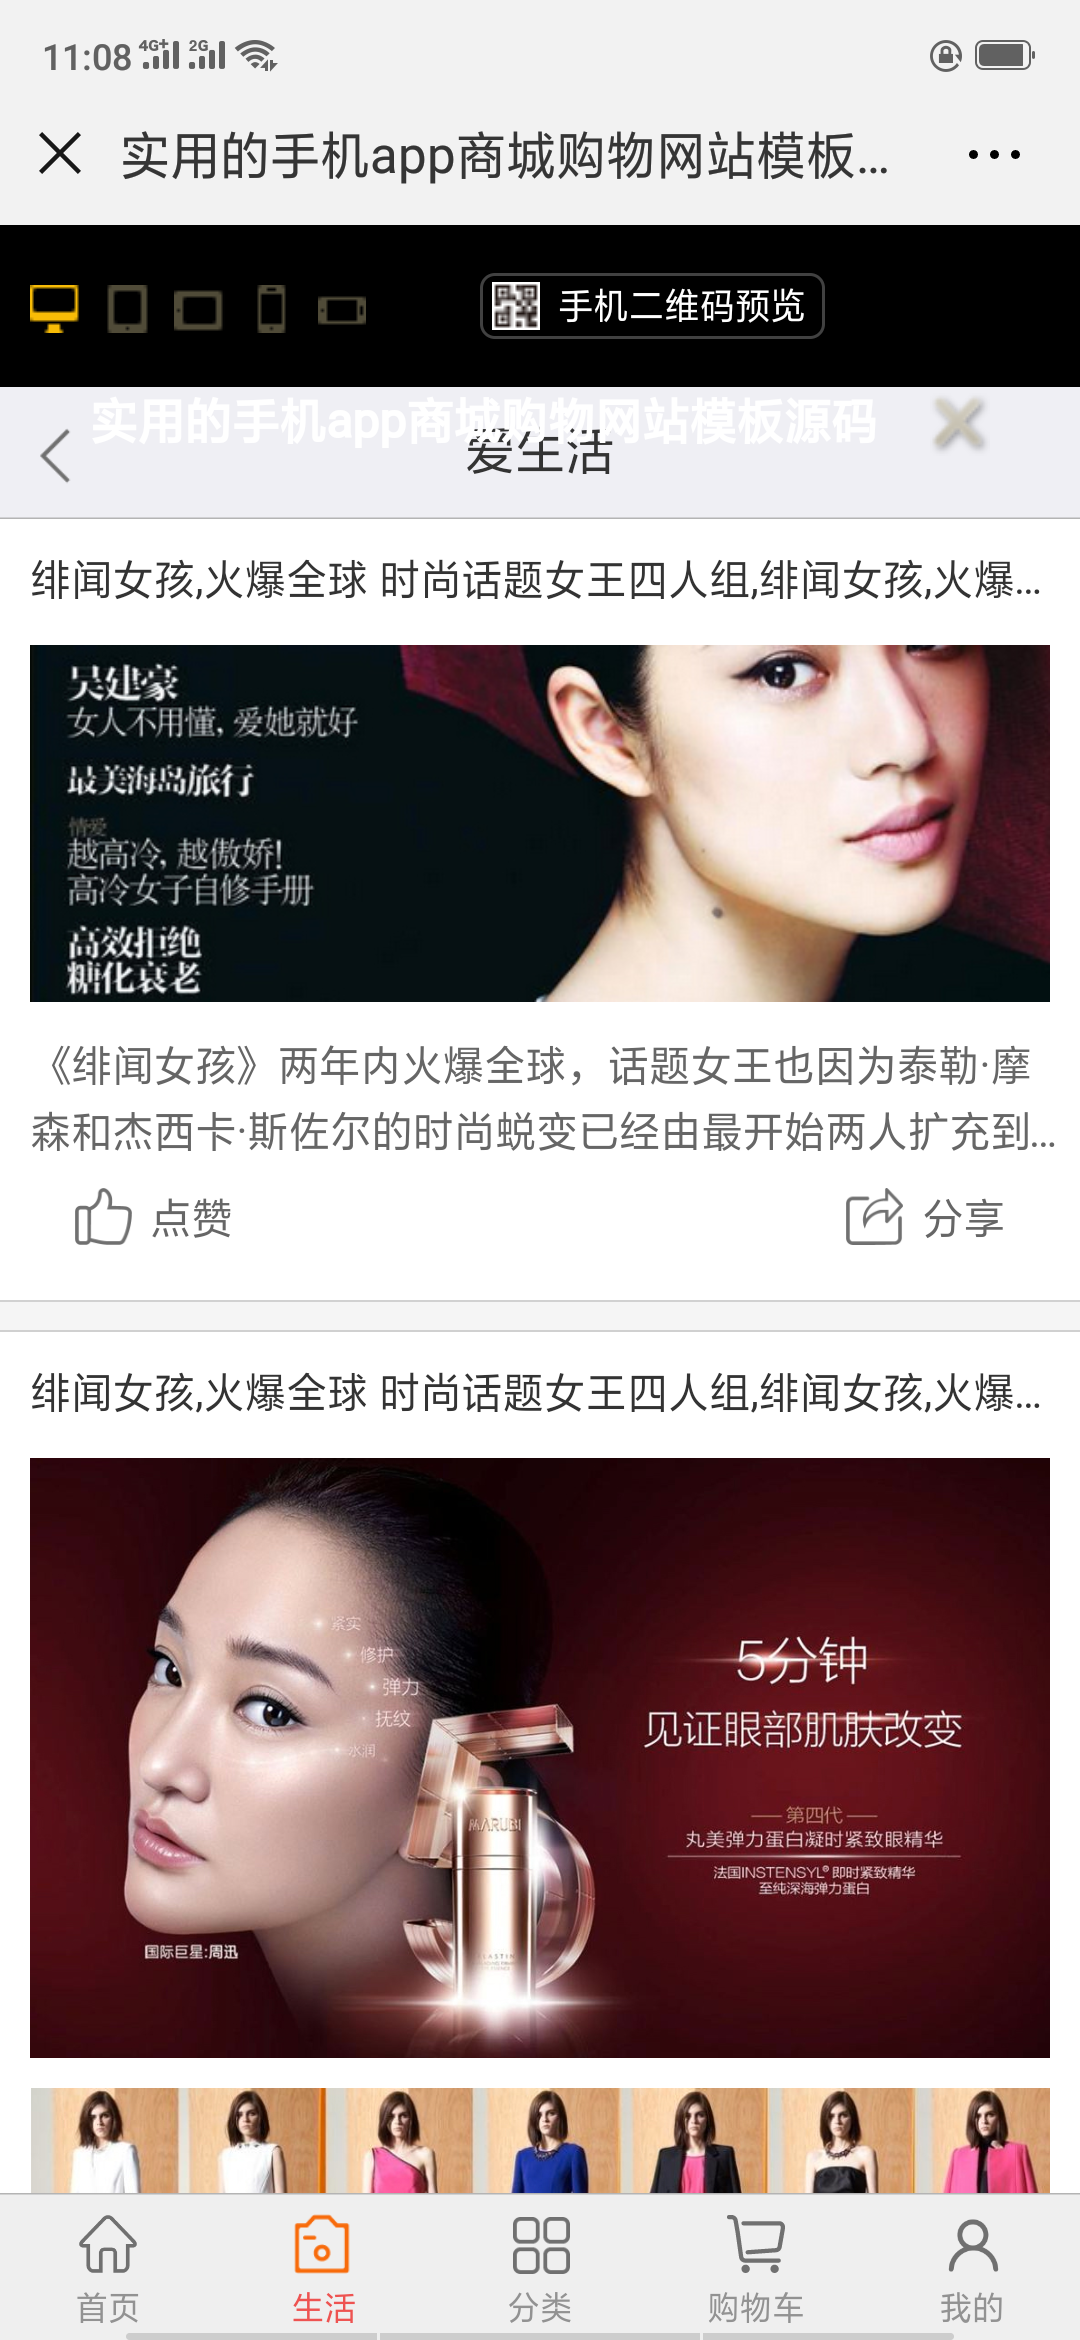 11:08 4G+ 2G
实用的手机app商城购物网站模板...
手机二维码预览
实用的手机app商城购物网站模板源码
爱生活
绯闻女孩,火爆全球 时尚话题女王四人组,绯闻女孩,火爆...
吴建豪
女人不用懂, 爱她就好
最美海岛旅行
情爱
越高冷, 越傲娇!
高冷女子自修手册
高效拒绝
糖化衰老
《绯闻女孩》两年内火爆全球，话题女王也因为泰勒·摩
森和杰西卡·斯佐尔的时尚蜕变已经由最开始两人扩充到...
点赞 分享
绯闻女孩,火爆全球 时尚话题女王四人组,绯闻女孩,火爆...
紧实
修护
弹力
抚纹
水润
5分钟
见证眼部肌肤改变
第四代
丸美弹力蛋白凝时紧致眼精华
法国INSTENSYL® 即时紧致精华
至纯深海弹力蛋白
MARUBI
国际巨星:周迅
首页 生活 分类 购物车 我的